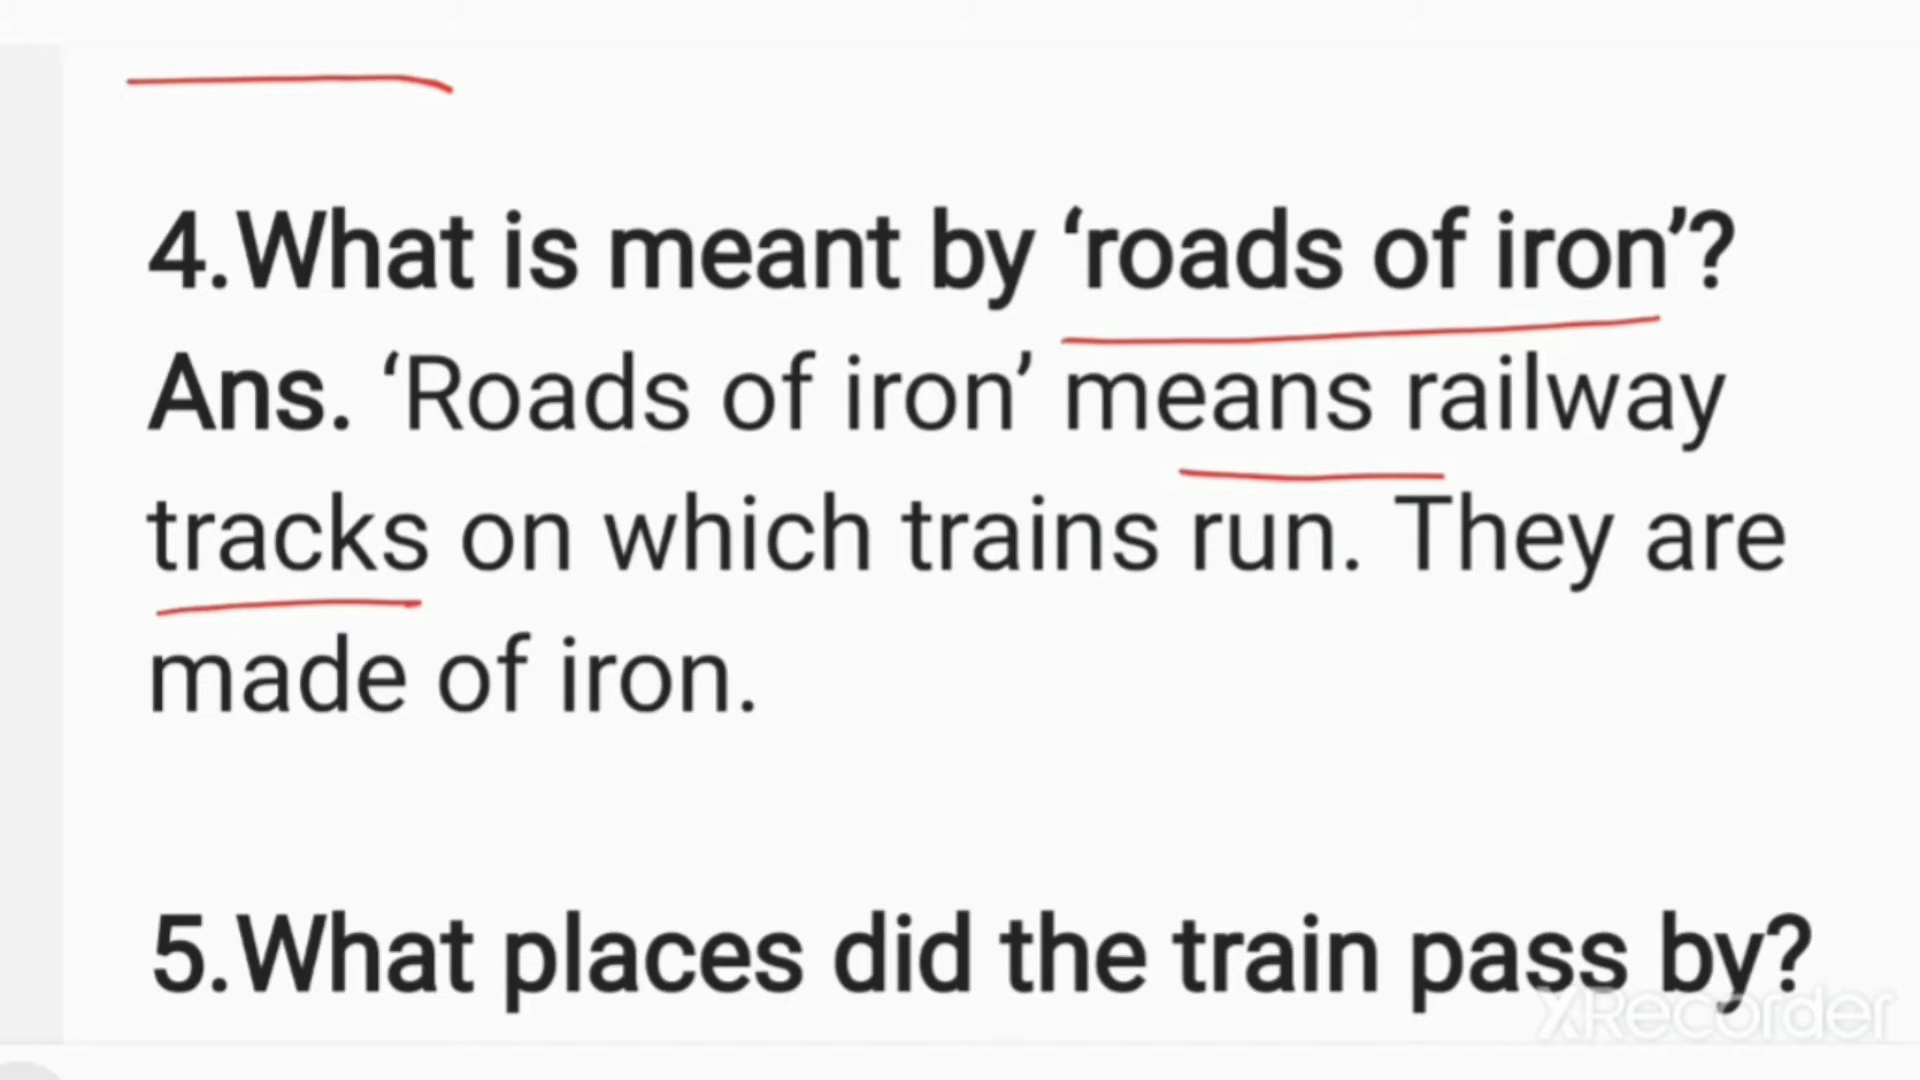 4.What is meant by ‘roads of iron’?
Ans. ‘Roads of iron’ means railway
tracks on which trains run. They are
made of iron.
5.What places did the train pass by?
XRecorder